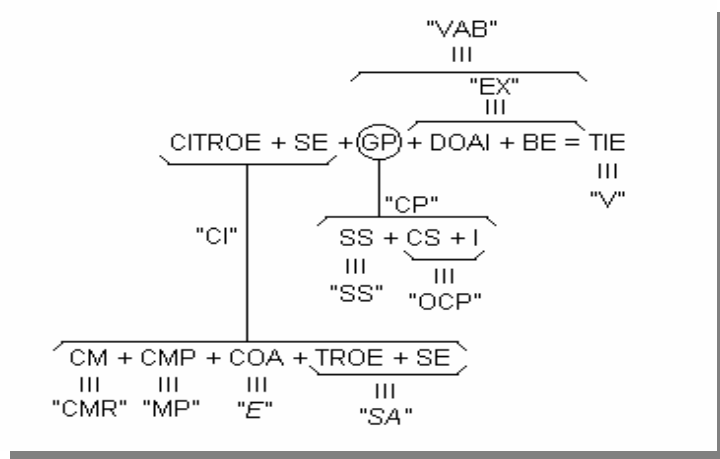 "VAB"
III
"EX"
III
CITROE + SE + GP + DOAI + BE = TIE
III
"V"
"CP"
"CI"
SS + CS + I
III III
"SS" "OCP"
CM + CMP + COA + TROE + SE
III III III III
"CMR" "MP" "E" "SA"